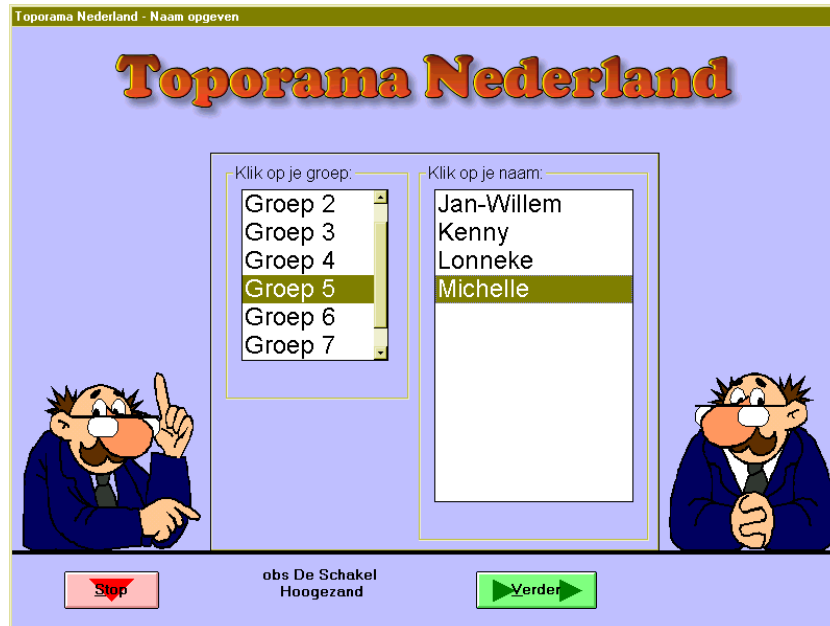 Toporama Nederland - Naam opgeven
Toporama Nederland
Klik op je groep:
Groep 2
Groep 3
Groep 4
Groep 5
Groep 6
Groep 7
Klik op je naam:
Jan-Willem
Kenny
Lonneke
Michelle
Stop
obs De Schakel
Hoogezand
Verder